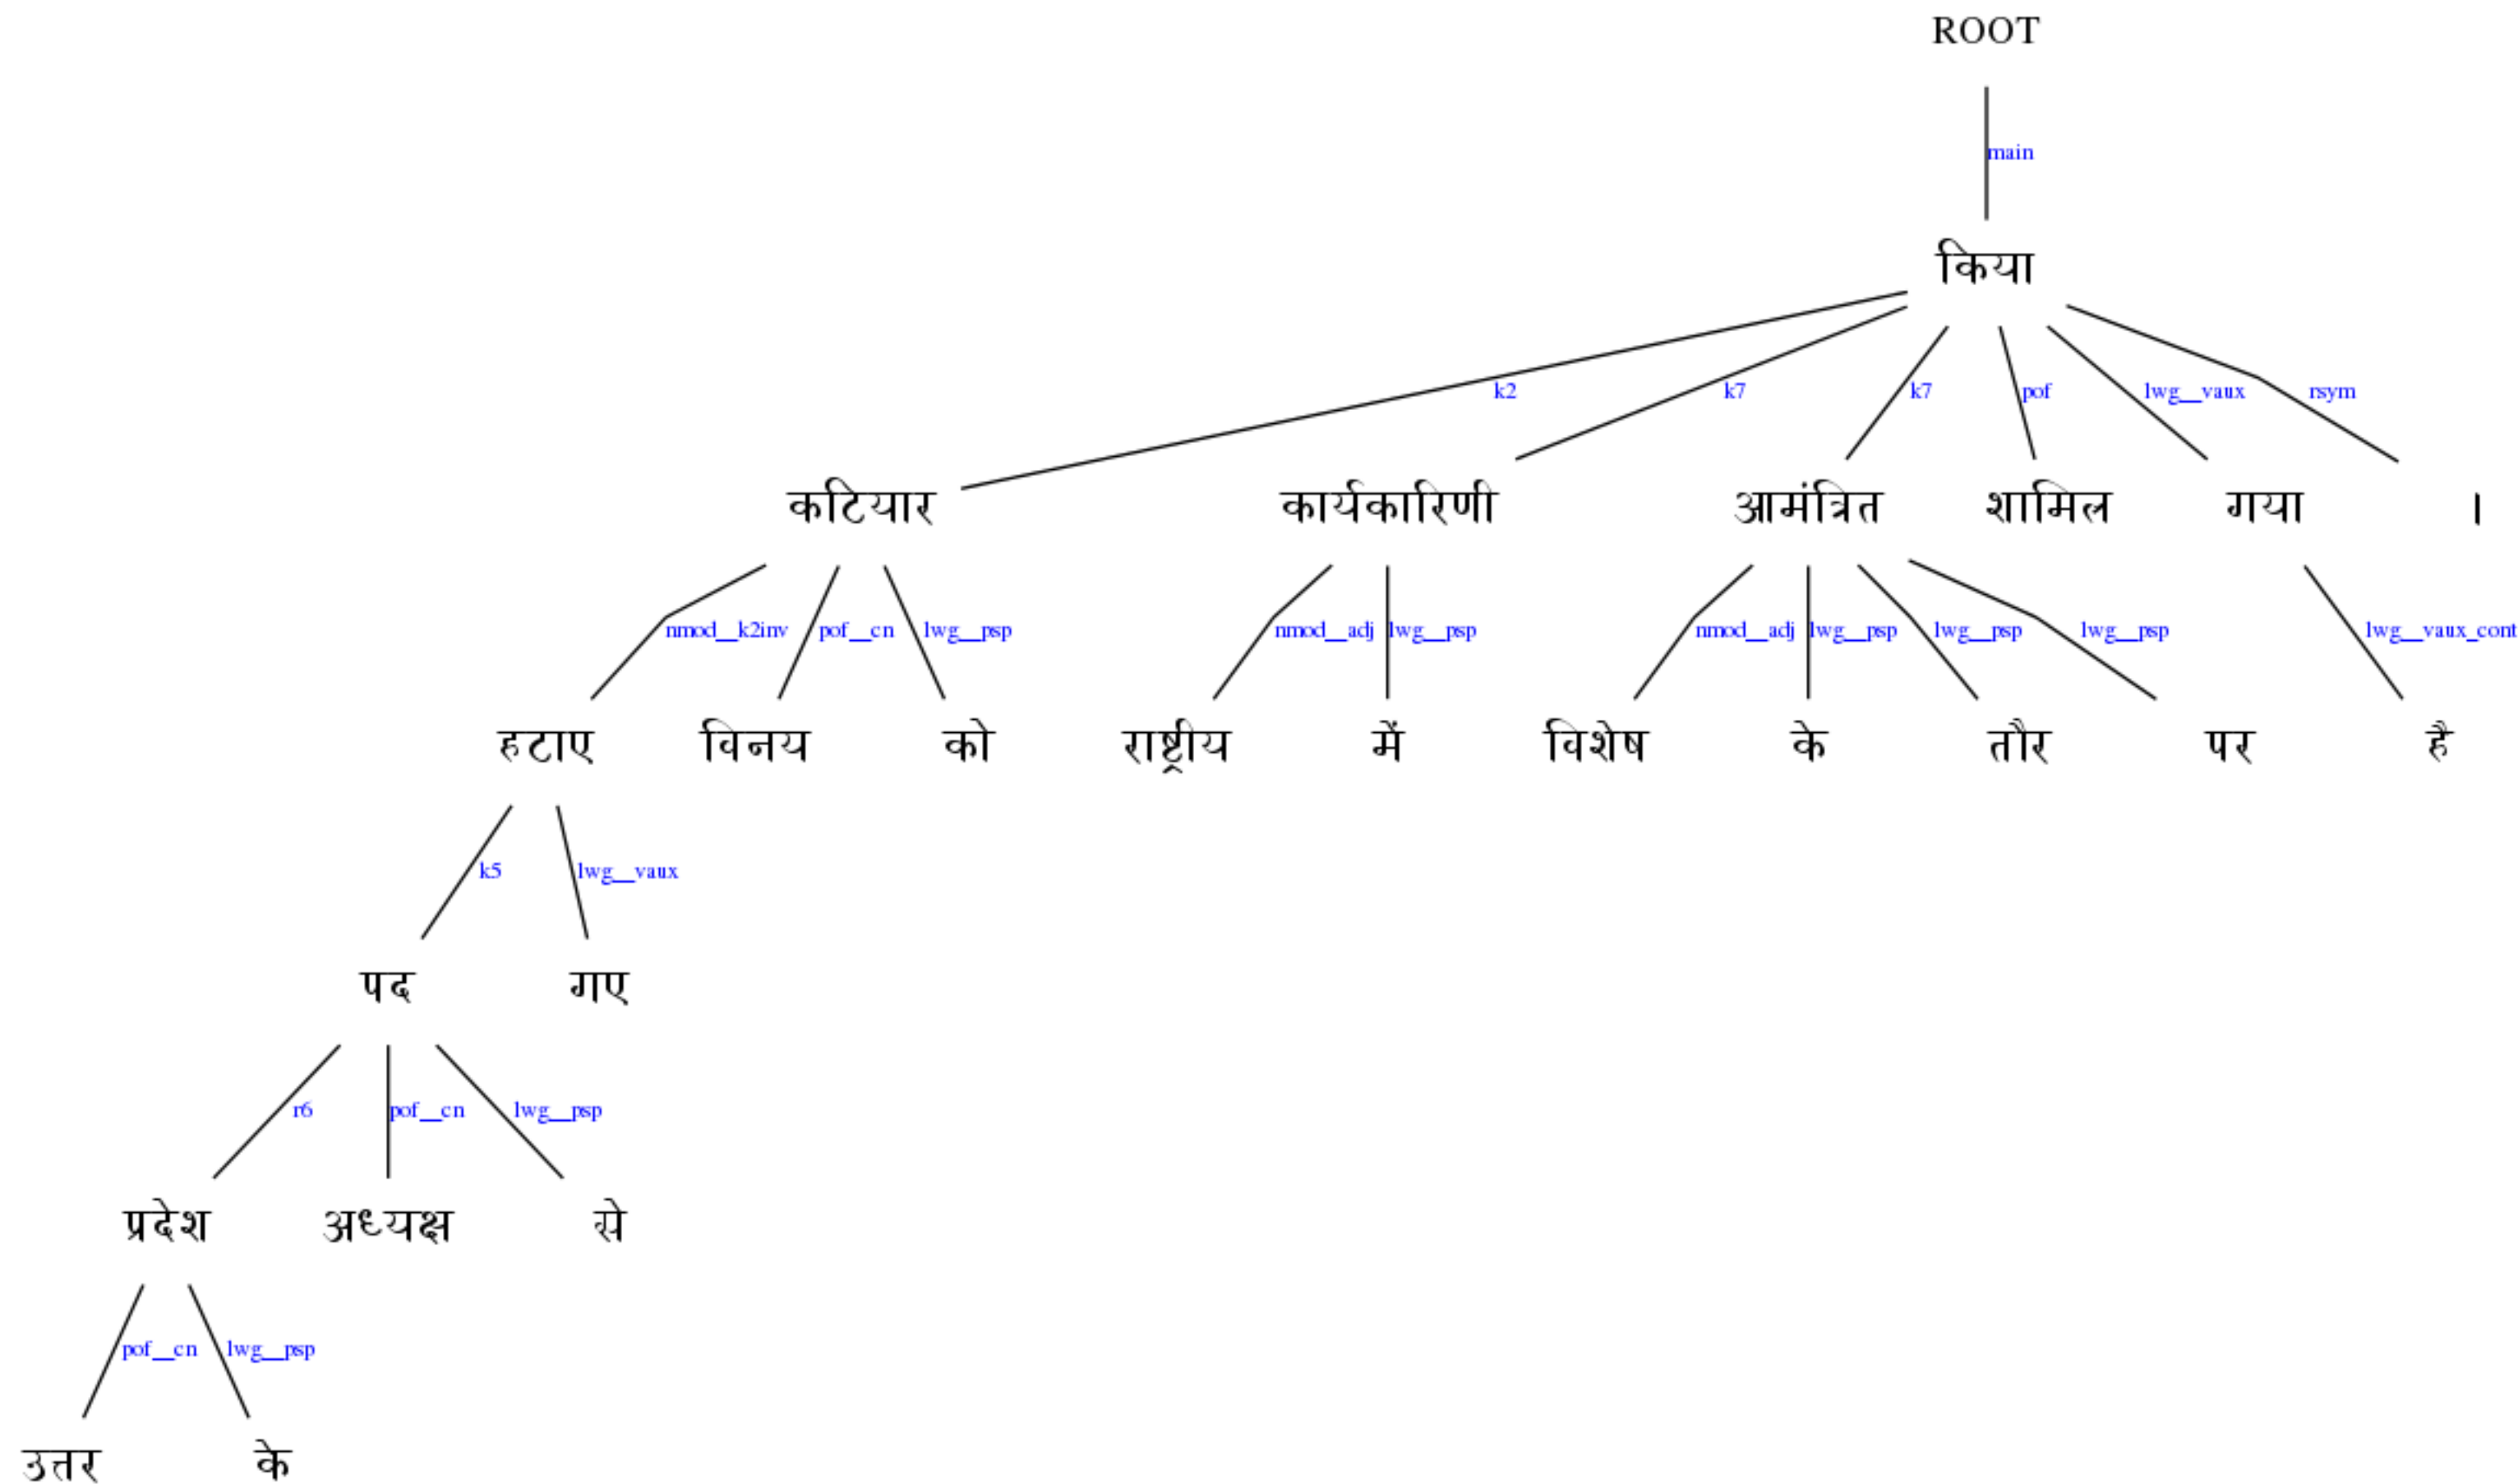 ROOT
main
किया
k2 k7 k7 pof lwg__vaux rsym
कटियार कार्यकारिणी आमंत्रित शामिल गया ।
nmod__k2inv pof__cn lwg__psp nmod__adj lwg__psp nmod__adj lwg__psp lwg__psp lwg__psp lwg__vaux_cont
हटाए विनय को राष्ट्रीय में विशेष के तौर पर है
k5 lwg__vaux
पद गए
r6 pof__cn lwg__psp
प्रदेश अध्यक्ष से
pof__cn lwg__psp
उत्तर के